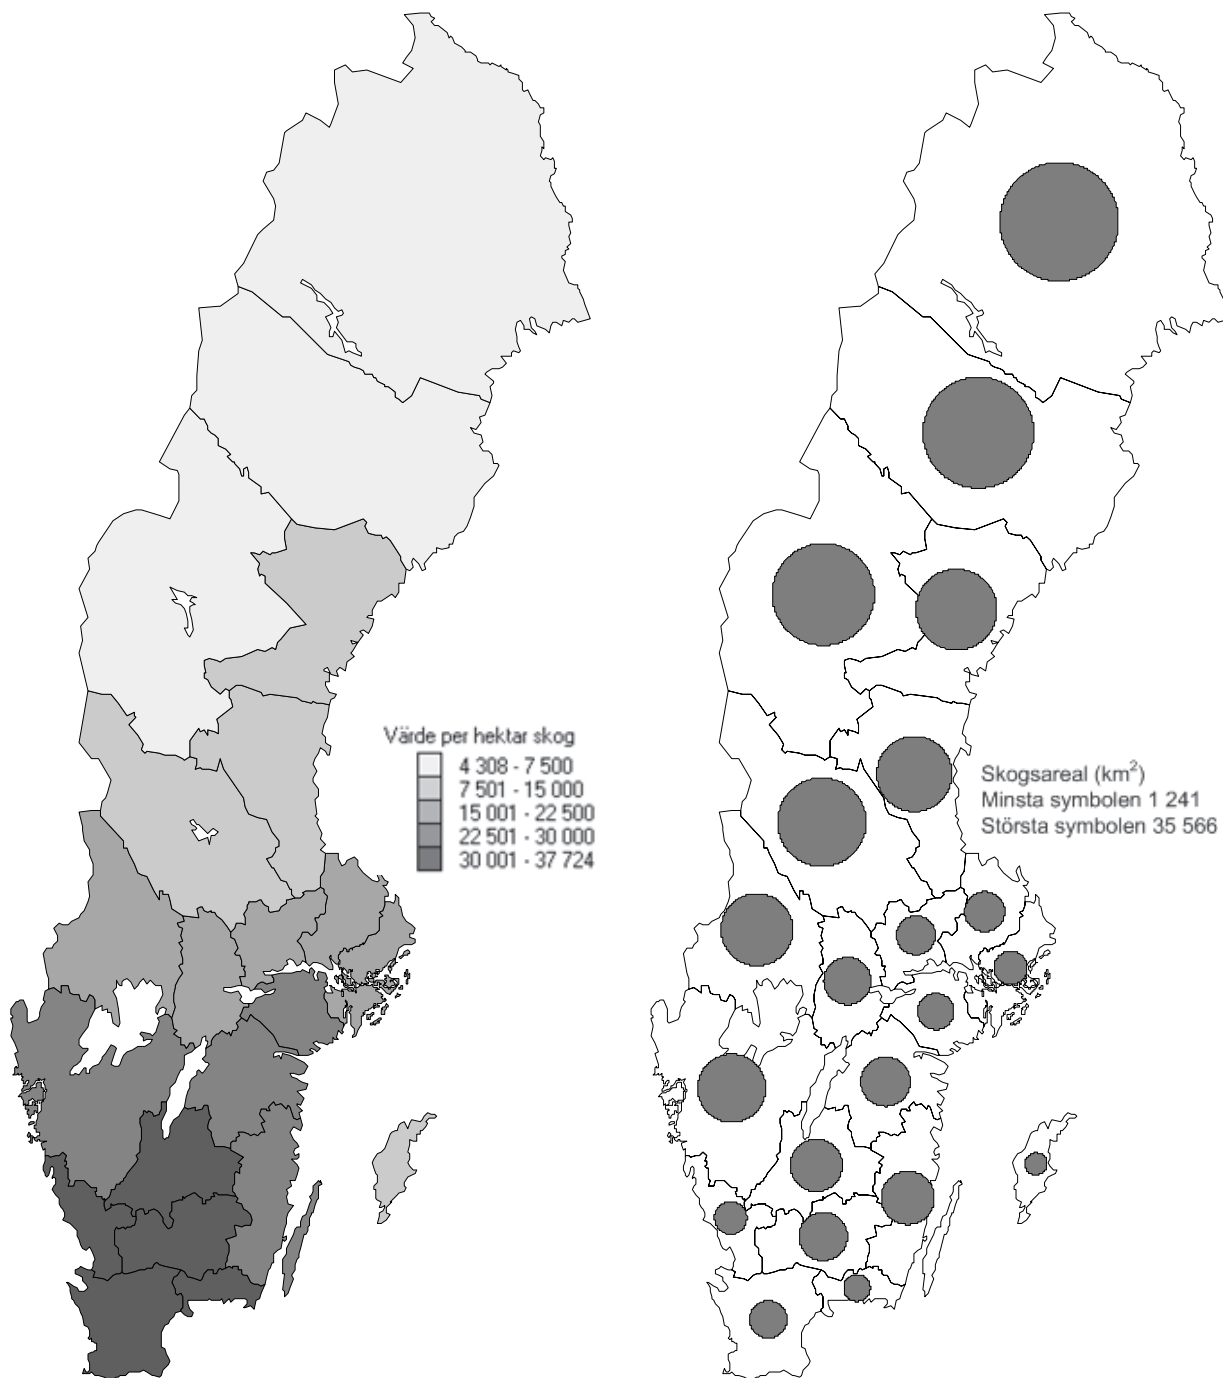 Värde per hektar skog
4 308 - 7 500
7 501 - 15 000
15 001 - 22 500
22 501 - 30 000
30 001 - 37 724
Skogsareal (km²)
Minsta symbolen 1 241
Största symbolen 35 566